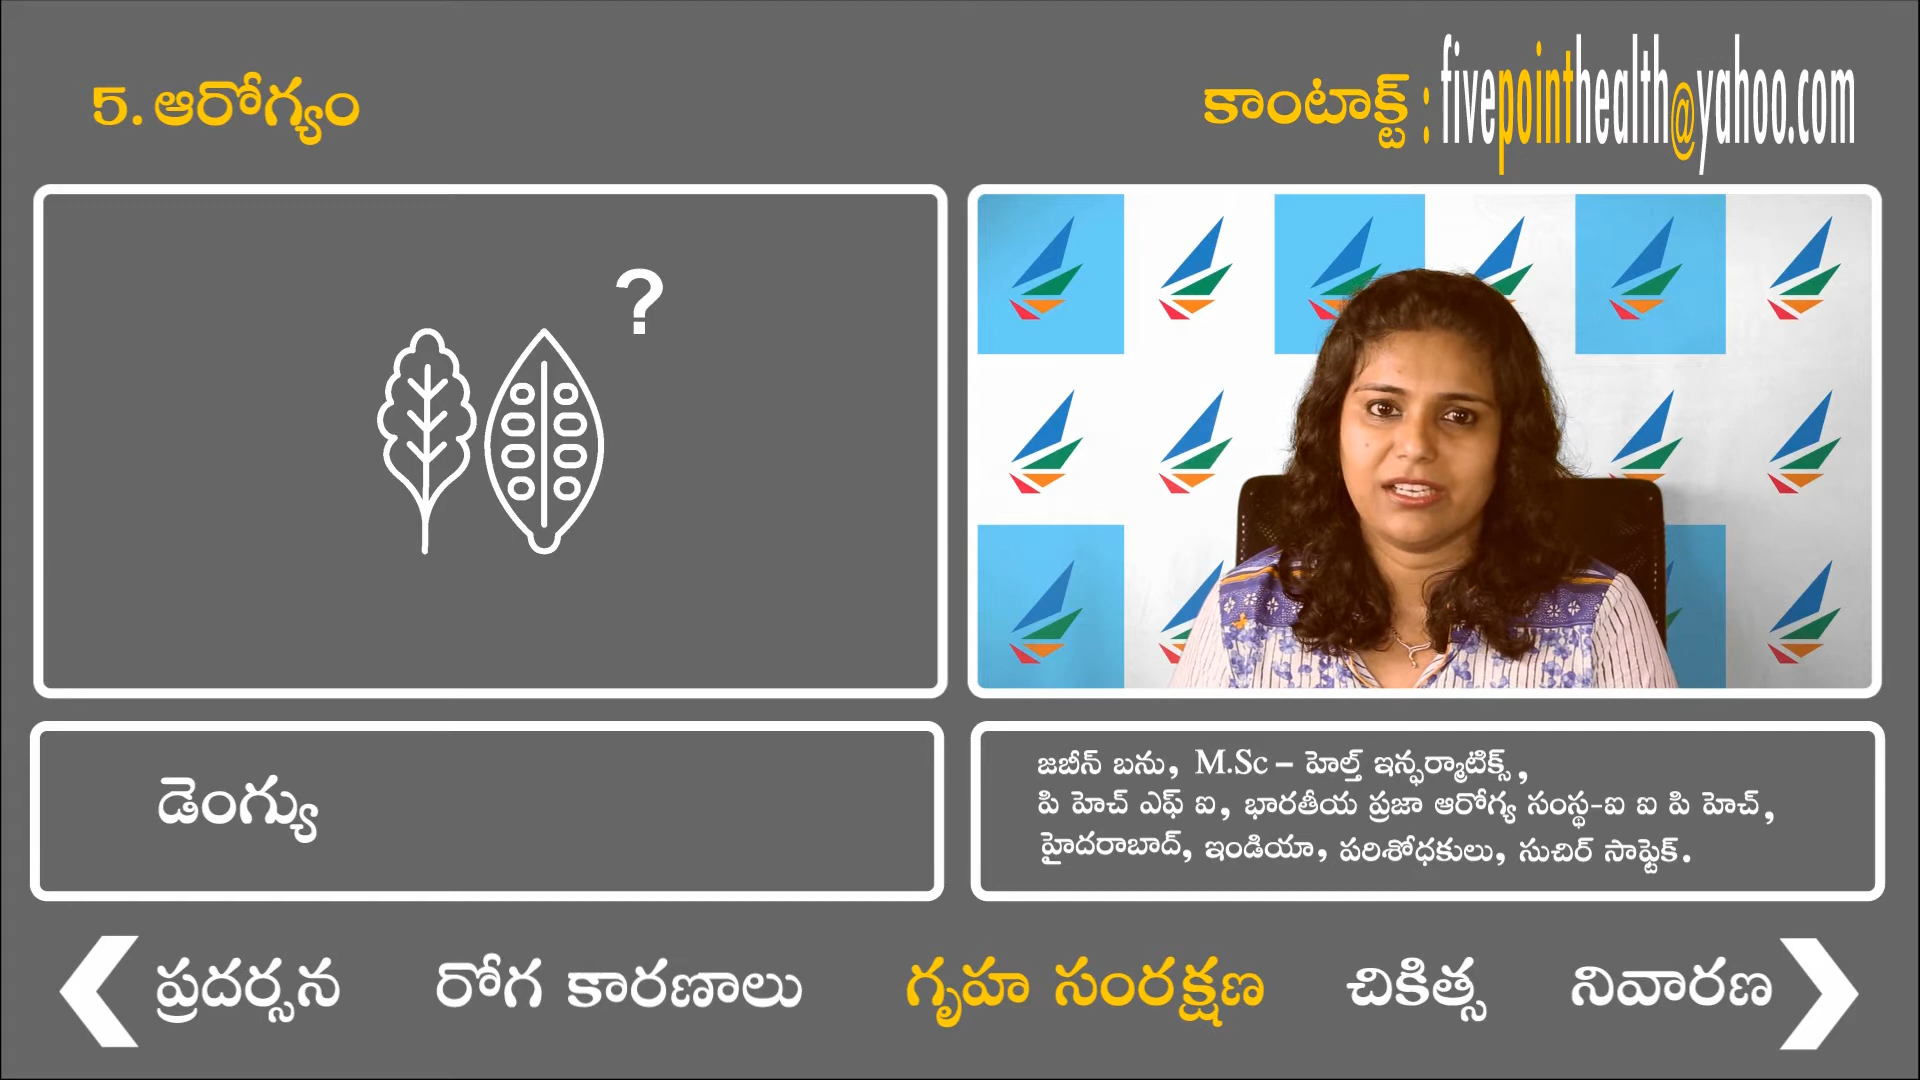 5. ఆరోగ్యం
కాంటాక్ట్ : fivepointhealth@yahoo.com
?
డెంగ్యు
జబీన్ బను, M.Sc – హెల్త్ ఇన్ఫర్మాటిక్స్,
పి హెచ్ ఎఫ్ ఐ, భారతీయ ప్రజా ఆరోగ్య సంస్థ-ఐ ఐ పి హెచ్,
హైదరాబాద్, ఇండియా, పరిశోధకులు, సుచిర్ సాఫ్టెక్.
ప్రదర్సన రోగ కారణాలు గృహ సంరక్షణ చికిత్స నివారణ